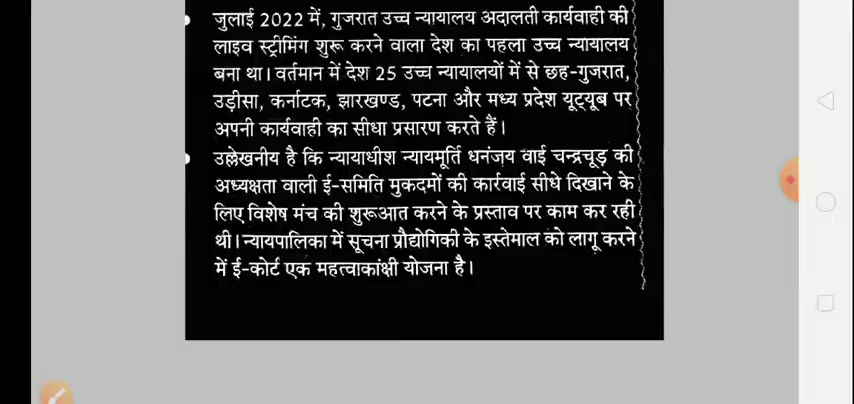 • जुलाई 2022 में, गुजरात उच्च न्यायालय अदालती कार्यवाही की
लाइव स्ट्रीमिंग शुरू करने वाला देश का पहला उच्च न्यायालय
बना था। वर्तमान में देश 25 उच्च न्यायालयों में से छह-गुजरात,
उड़ीसा, कर्नाटक, झारखण्ड, पटना और मध्य प्रदेश यूट्यूब पर
अपनी कार्यवाही का सीधा प्रसारण करते हैं।
• उल्लेखनीय है कि न्यायाधीश न्यायमूर्ति धनंजय वाई चन्द्रचूड़ की
अध्यक्षता वाली ई-समिति मुकदमों की कार्रवाई सीधे दिखाने के
लिए विशेष मंच की शुरूआत करने के प्रस्ताव पर काम कर रही
थी। न्यायपालिका में सूचना प्रौद्योगिकी के इस्तेमाल को लागू करने
में ई-कोर्ट एक महत्वाकांक्षी योजना है।